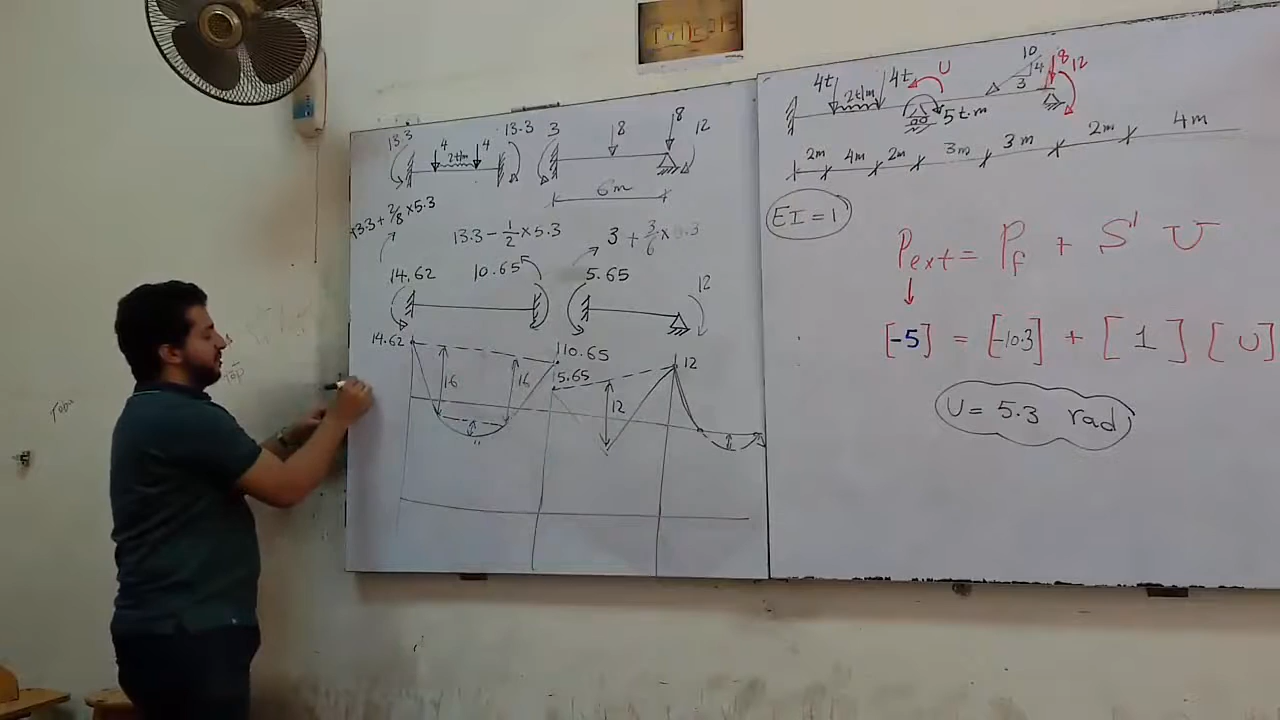 13.3 4 4 2t/m 13.3
3 8 8 12
6m
13.3 + 2/8 × 5.3
13.3 - 1/2 × 5.3
3 + 3/6 × 5.3
14.62 10.65 5.65 12
14.62 16 16 10.65
5.65 12 12
4t 2t/m 4t U 5t.m 10 4 3 8 12
2m 4m 2m 3m 3m 2m 4m
EI = 1
Pext = Pf + S' U
[-5] = [-10.3] + [1] [U]
U = 5.3 rad